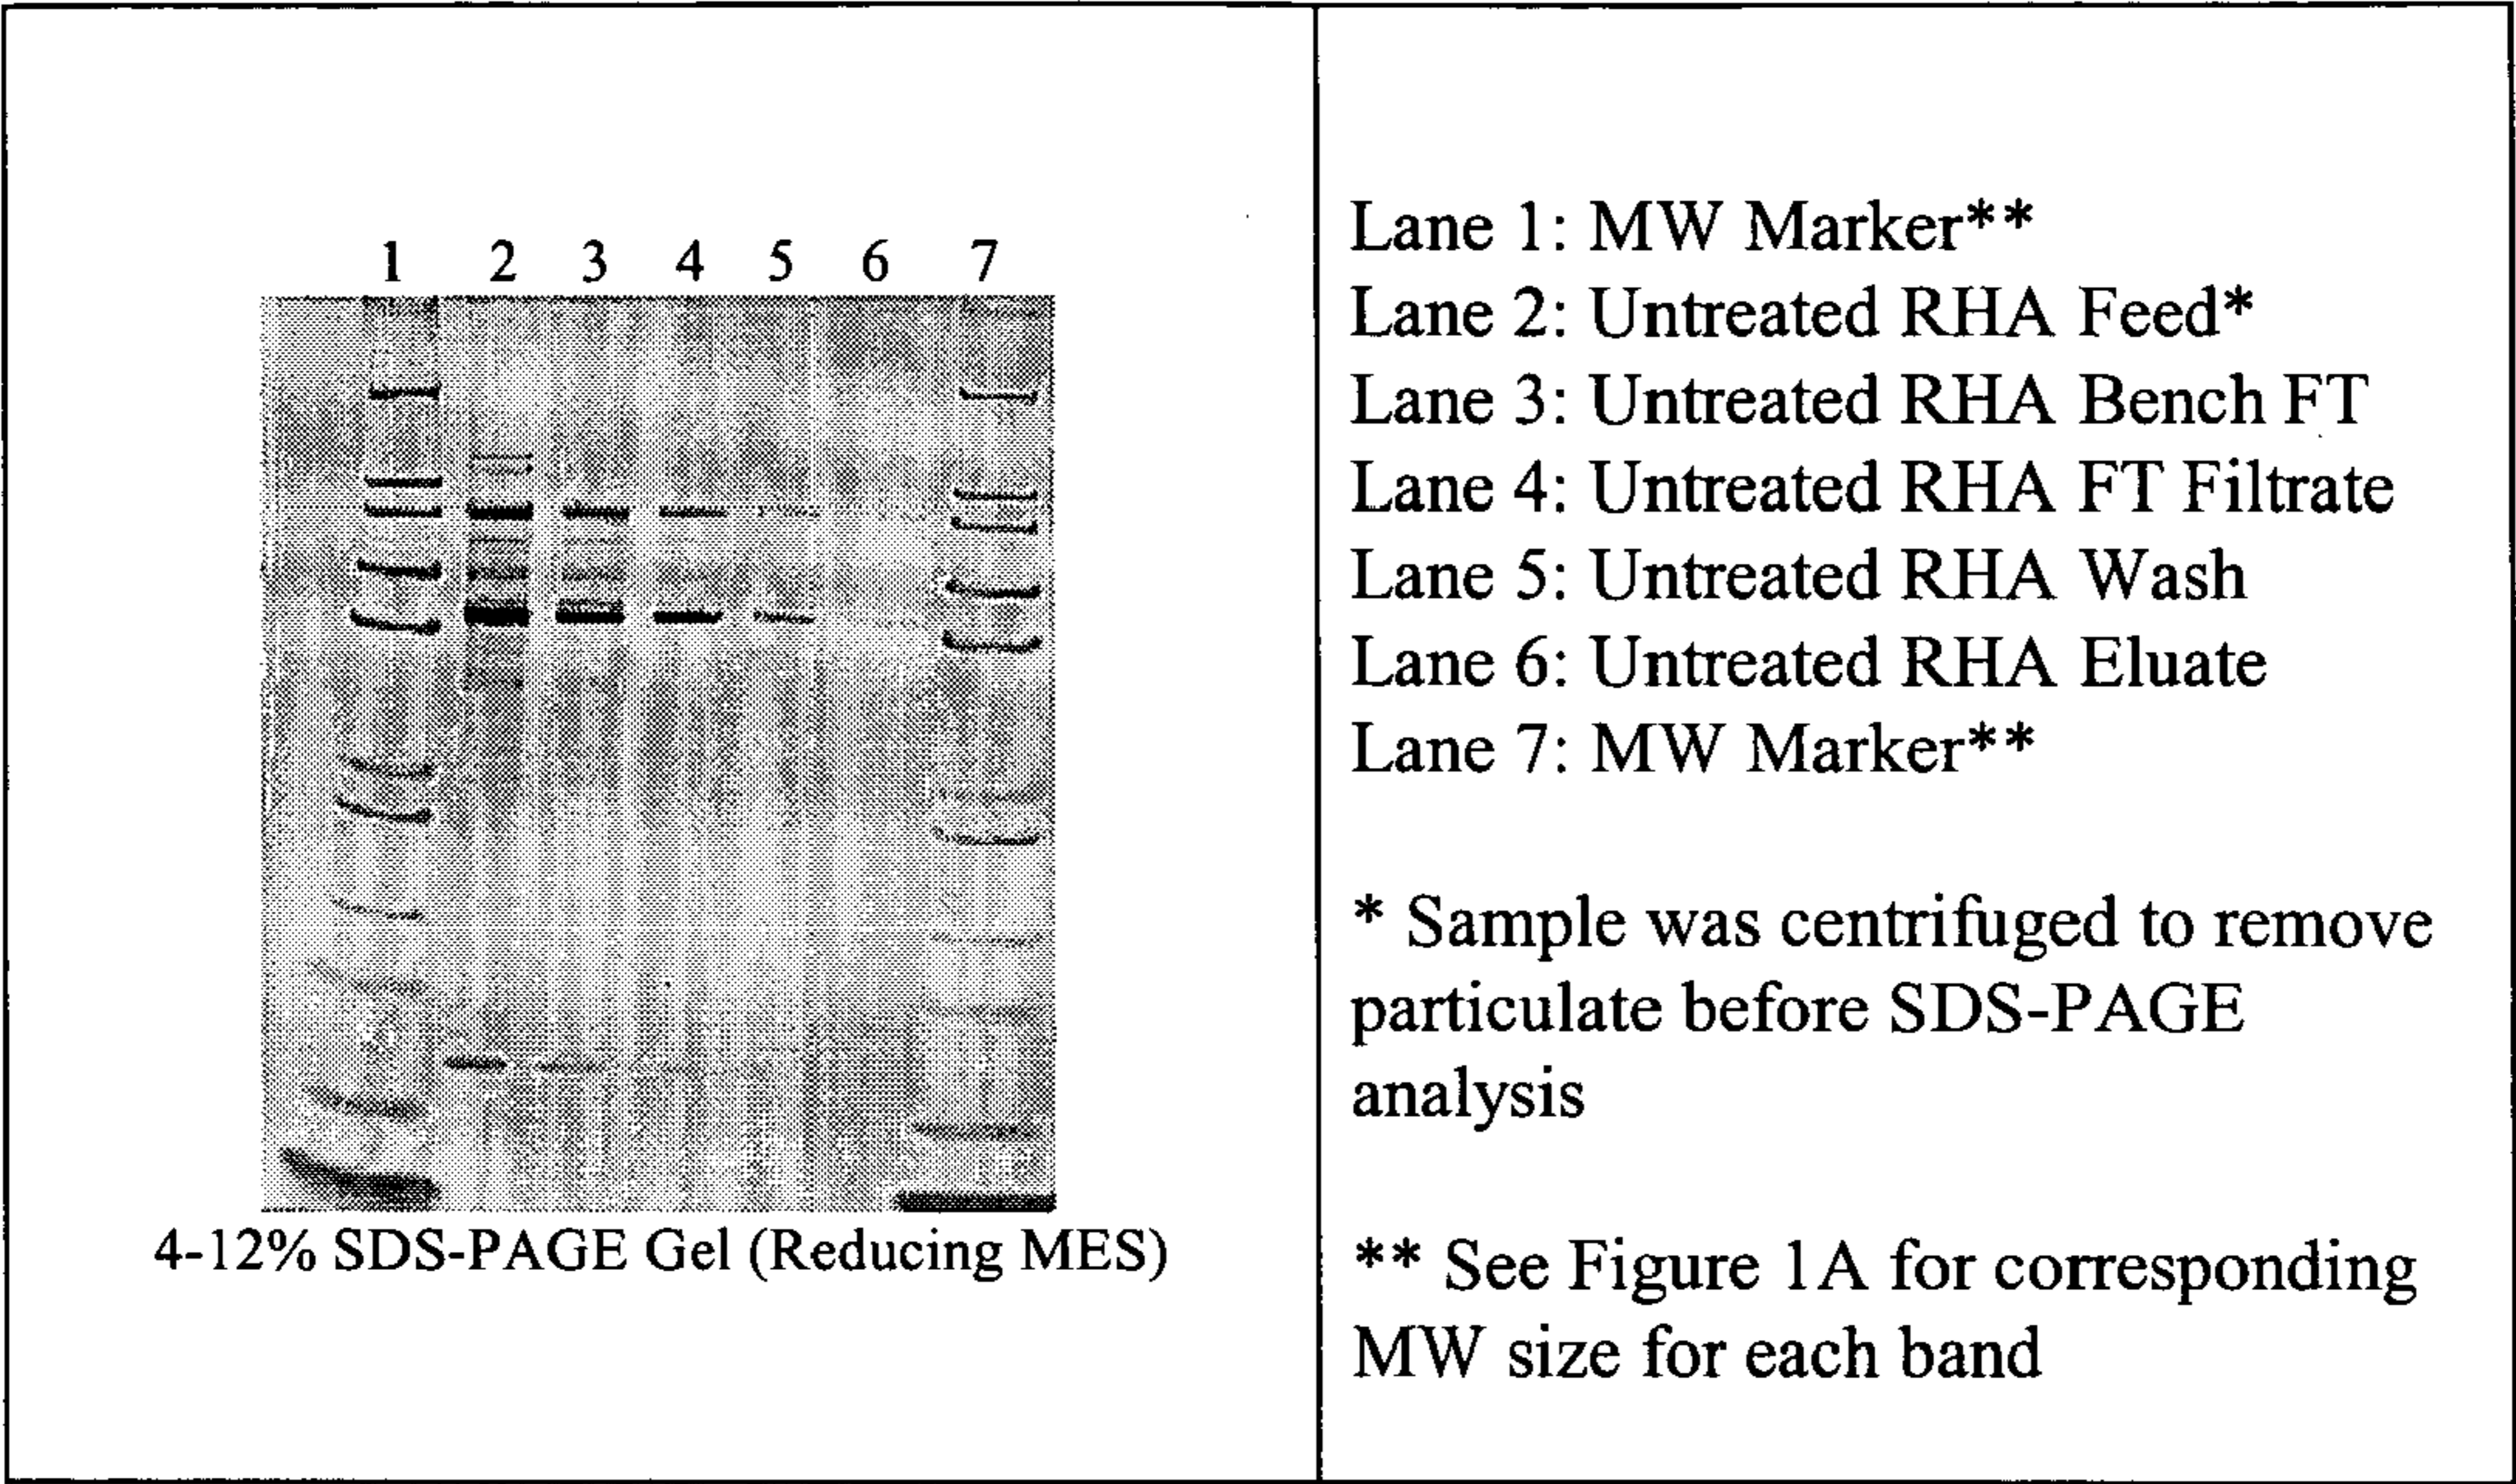 1 2 3 4 5 6 7
4-12% SDS-PAGE Gel (Reducing MES)
Lane 1: MW Marker**
Lane 2: Untreated RHA Feed*
Lane 3: Untreated RHA Bench FT
Lane 4: Untreated RHA FT Filtrate
Lane 5: Untreated RHA Wash
Lane 6: Untreated RHA Eluate
Lane 7: MW Marker**
* Sample was centrifuged to remove
particulate before SDS-PAGE
analysis
** See Figure 1A for corresponding
MW size for each band